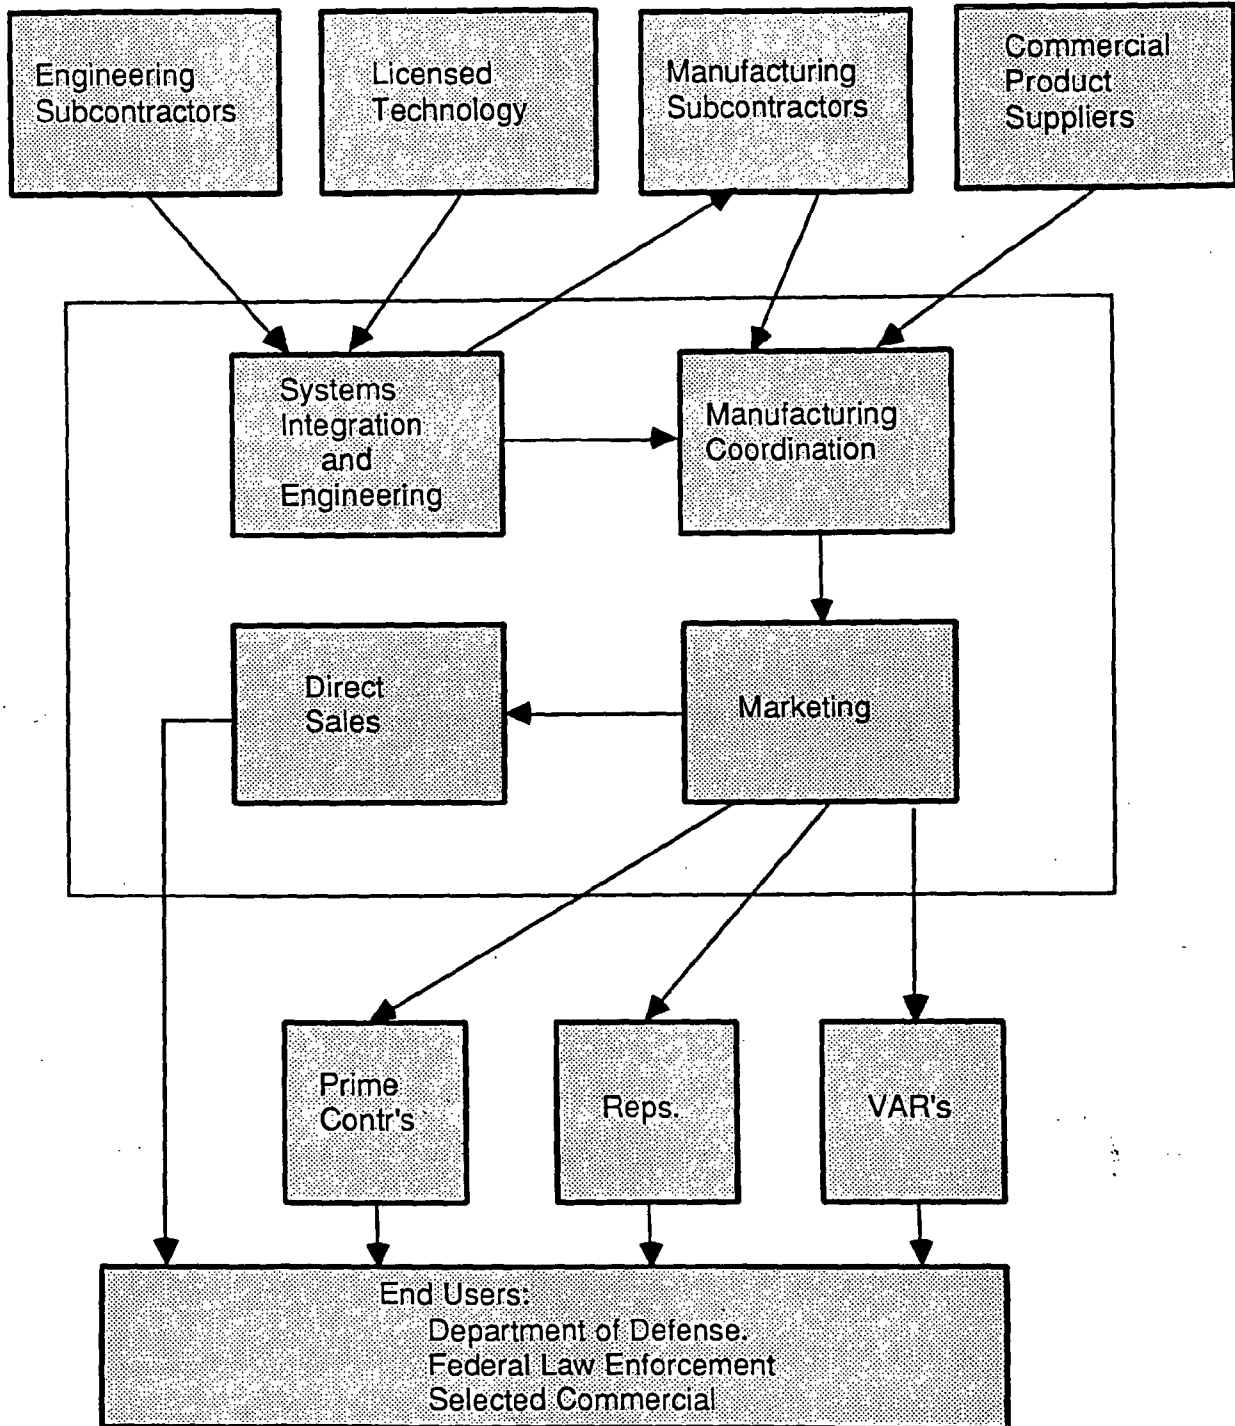 Engineering
Subcontractors
Licensed
Technology
Manufacturing
Subcontractors
Commercial
Product
Suppliers
Systems
Integration
and
Engineering
Manufacturing
Coordination
Direct
Sales
Marketing
Prime
Contr's
Reps.
VAR's
End Users:
Department of Defense.
Federal Law Enforcement
Selected Commercial